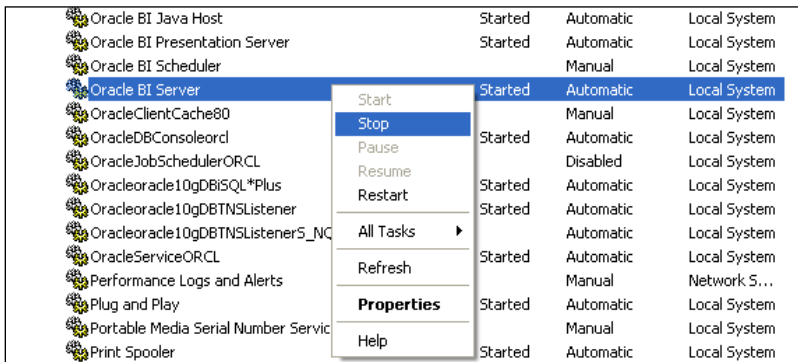 Oracle BI Java Host Started Automatic Local System
Oracle BI Presentation Server Started Automatic Local System
Oracle BI Scheduler Manual Local System
Oracle BI Server Started Automatic Local System
Start
OracleClientCache80 Manual Local System
Stop
OracleDBConsoleorcl Started Automatic Local System
Pause
OracleJobSchedulerORCL Disabled Local System
Resume
Oracleoracle10gDBiSQL*Plus Started Automatic Local System
Restart
Oracleoracle10gDBTNSListener Started Automatic Local System
Oracleoracle10gDBTNSListenerS_NQ Automatic Local System
All Tasks
OracleServiceORCL Started Automatic Local System
Refresh
Performance Logs and Alerts Manual Network S...
Plug and Play Started Automatic Local System
Properties
Portable Media Serial Number Servic Manual Local System
Help
Print Spooler Started Automatic Local System